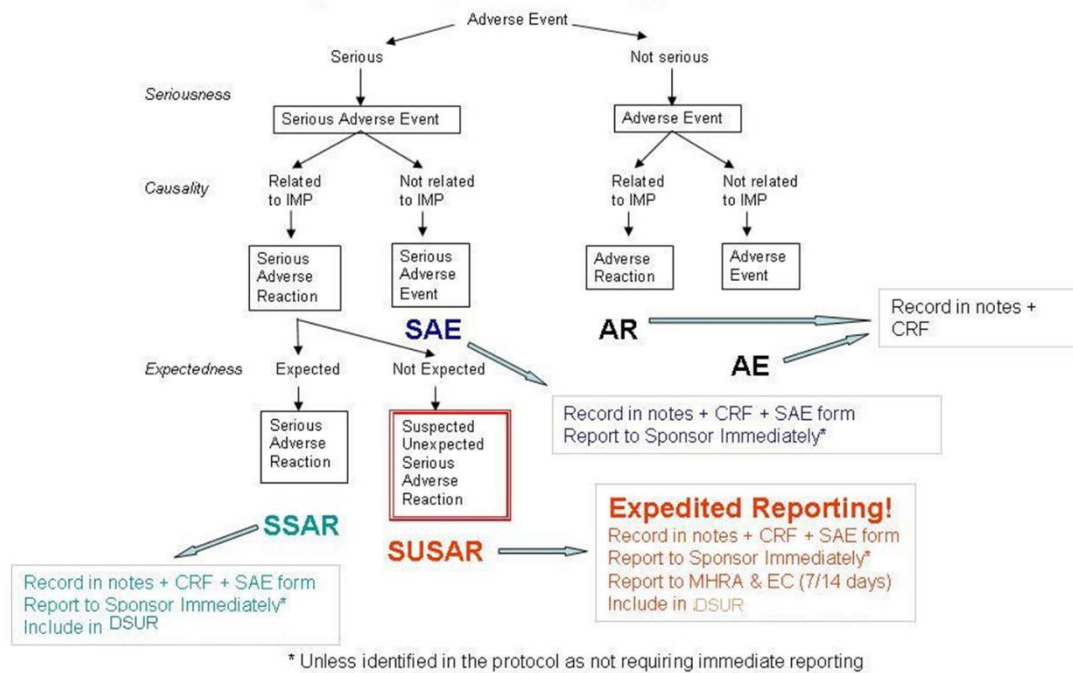 Adverse Event
Serious
Not serious
Seriousness
Serious Adverse Event
Adverse Event
Causality
Related
to IMP
Not related
to IMP
Related
to IMP
Not related
to IMP
Serious
Adverse
Reaction
Serious
Adverse
Event
Adverse
Reaction
Adverse
Event
SAE
AR
AE
Record in notes +
CRF
Expectedness
Expected
Not Expected
Record in notes + CRF + SAE form
Report to Sponsor Immediately*
Serious
Adverse
Reaction
Suspected
Unexpected
Serious
Adverse
Reaction
SSAR
SUSAR
Expedited Reporting!
Record in notes + CRF + SAE form
Report to Sponsor Immediately*
Report to MHRA & EC (7/14 days)
Include in .DSUR
Record in notes + CRF + SAE form
Report to Sponsor Immediately*
Include in DSUR
* Unless identified in the protocol as not requiring immediate reporting